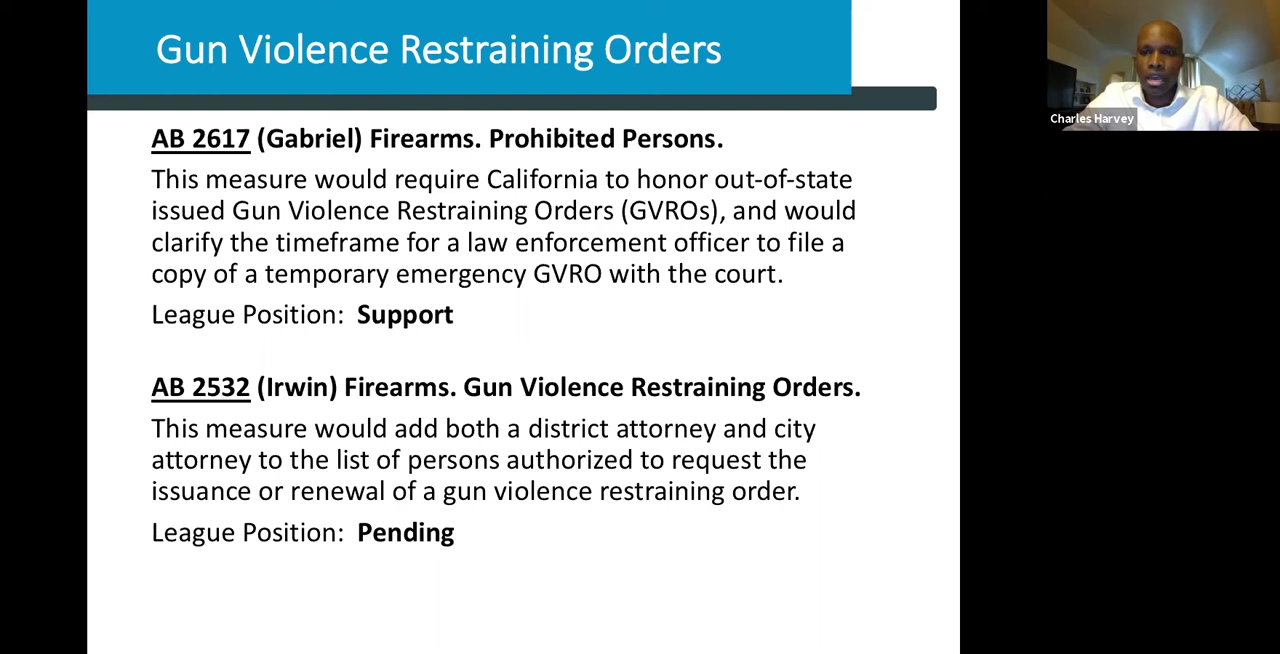 Gun Violence Restraining Orders
Charles Harvey
AB 2617 (Gabriel) Firearms. Prohibited Persons.
This measure would require California to honor out-of-state
issued Gun Violence Restraining Orders (GVROs), and would
clarify the timeframe for a law enforcement officer to file a
copy of a temporary emergency GVRO with the court.
League Position: Support
AB 2532 (Irwin) Firearms. Gun Violence Restraining Orders.
This measure would add both a district attorney and city
attorney to the list of persons authorized to request the
issuance or renewal of a gun violence restraining order.
League Position: Pending